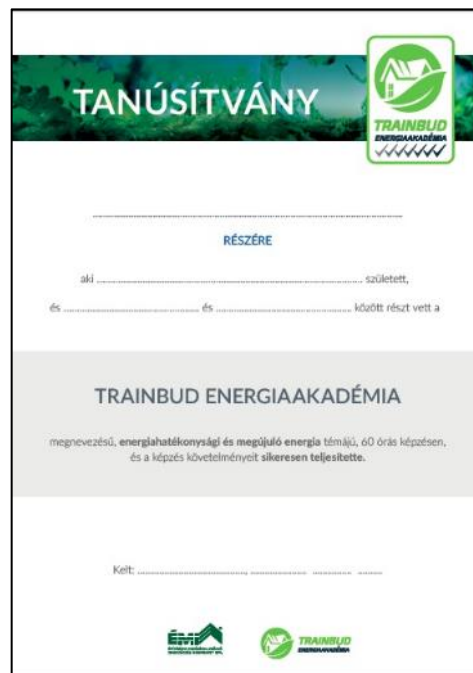 TANÚSÍTVÁNY
TRAINBUD
ENERGIAAKADÉMIA
RÉSZÉRE
aki ........................ született,
és ........................ és ........................ között részt vett a
TRAINBUD ENERGIAAKADÉMIA
megnevezésű, energiahatékonysági és megújuló energia témájú, 60 órás képzésen,
és a képzés követelményeit sikeresen teljesítette.
Kelt: ........................, ............ ............ ............
ÉMI
TRAINBUD
ENERGIAAKADÉMIA